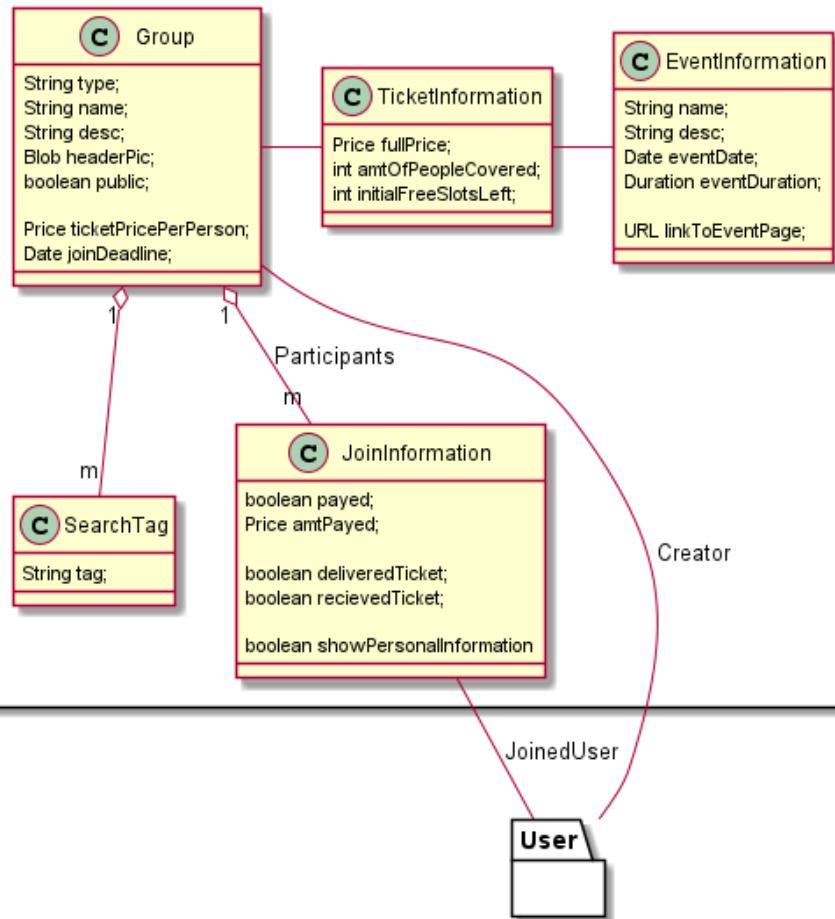 C Group
String type;
String name;
String desc;
Blob headerPic;
boolean public;
Price ticketPricePerPerson;
Date joinDeadline;
C TicketInformation
Price fullPrice;
int amtOfPeopleCovered;
int initialFreeSlotsLeft;
C EventInformation
String name;
String desc;
Date eventDate;
Duration eventDuration;
URL linkToEventPage;
1
1
Participants
m
m
C SearchTag
String tag;
C JoinInformation
boolean payed;
Price amtPayed;
boolean deliveredTicket;
boolean recievedTicket;
boolean showPersonalInformation
Creator
JoinedUser
User